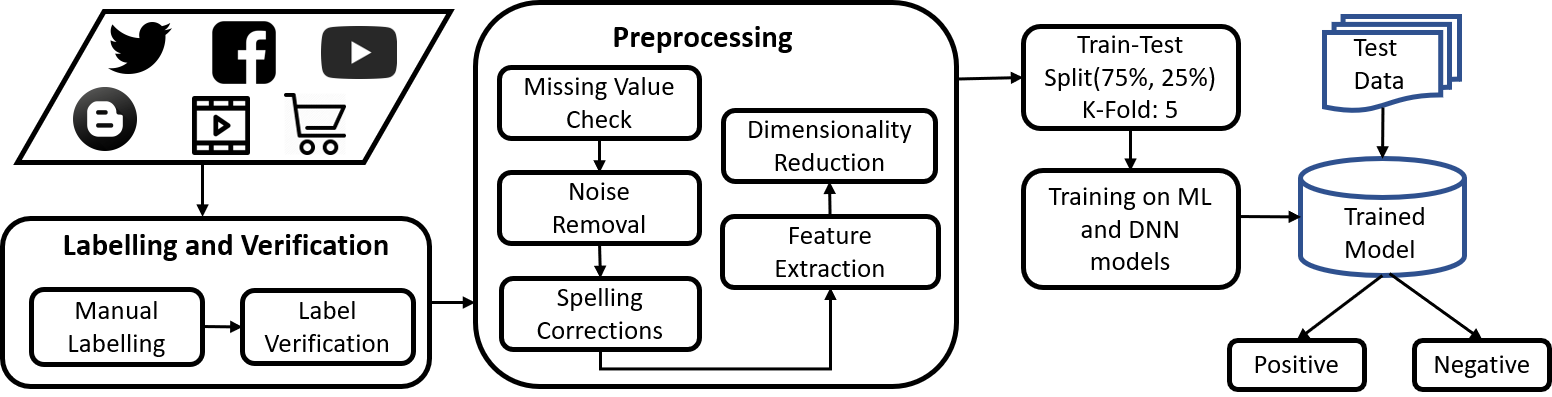 Labelling and Verification
Manual
Labelling
Label
Verification
Preprocessing
Missing Value
Check
Noise
Removal
Spelling
Corrections
Feature
Extraction
Dimensionality
Reduction
Train-Test
Split(75%, 25%)
K-Fold: 5
Training on ML
and DNN
models
Test
Data
Trained
Model
Positive
Negative